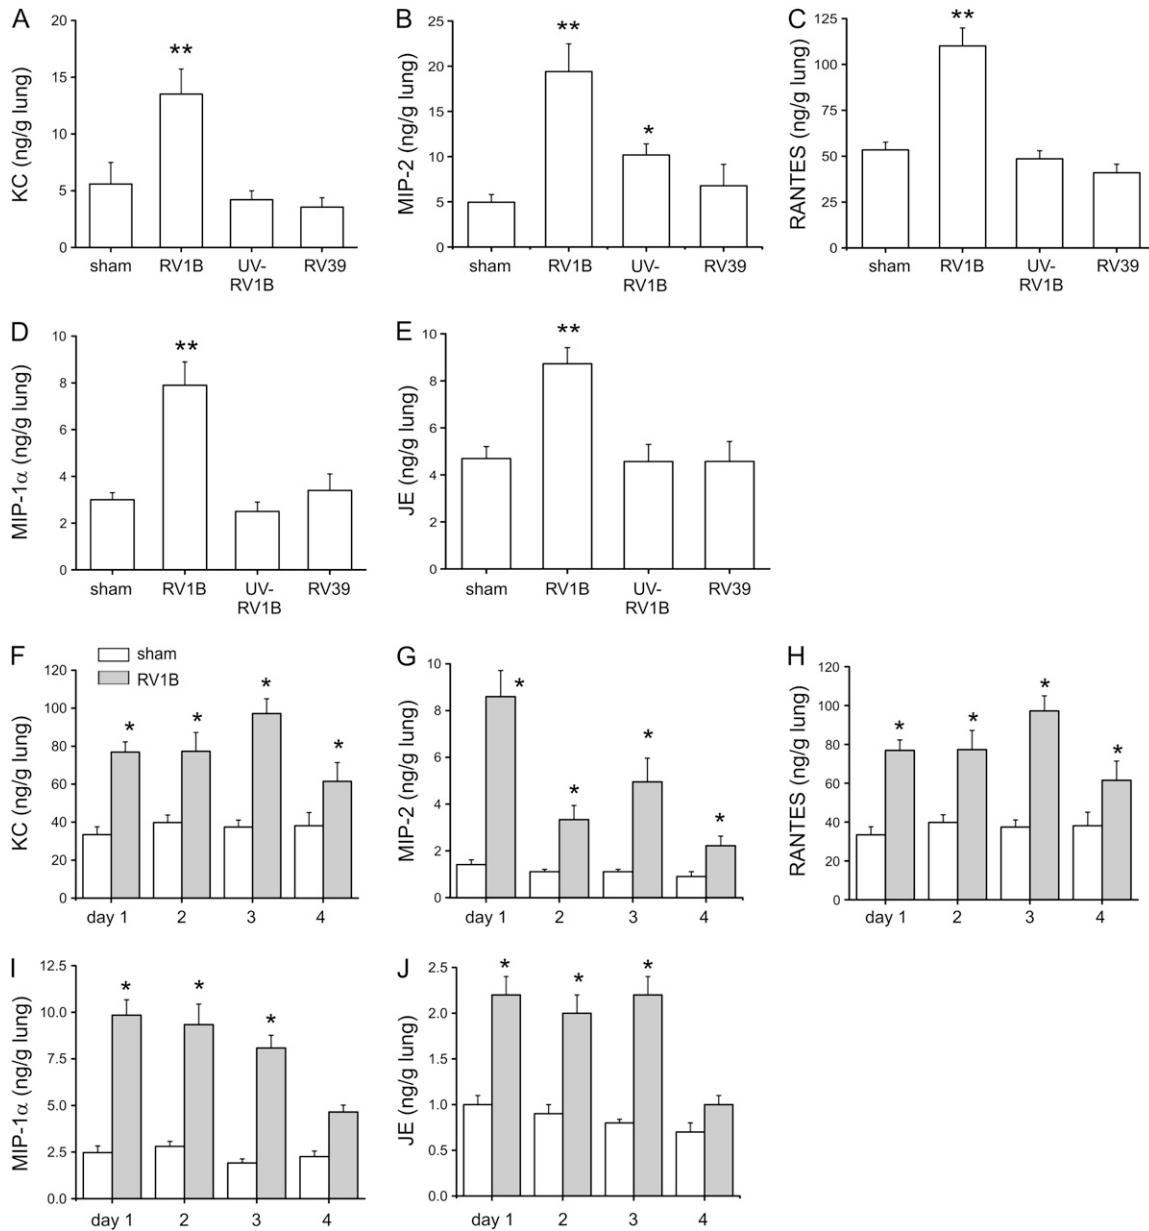 A
KC (ng/g lung)
20
15
10
5
0
**
sham RV1B UV- RV39
RV1B
B
MIP-2 (ng/g lung)
25
20
15
10
5
0
**
*
sham RV1B UV- RV39
RV1B
C
RANTES (ng/g lung)
125
100
75
50
25
0
**
sham RV1B UV- RV39
RV1B
D
MIP-1α (ng/g lung)
10
8
6
4
2
0
**
sham RV1B UV- RV39
RV1B
E
JE (ng/g lung)
10
8
6
4
2
0
**
sham RV1B UV- RV39
RV1B
F
sham
RV1B
KC (ng/g lung)
120
100
80
60
40
20
0
* * * *
day 1 2 3 4
G
MIP-2 (ng/g lung)
10
8
6
4
2
0
* * * *
day 1 2 3 4
H
RANTES (ng/g lung)
120
100
80
60
40
20
0
* * * *
day 1 2 3 4
I
MIP-1α (ng/g lung)
12.5
10.0
7.5
5.0
2.5
0.0
* * *
day 1 2 3 4
J
JE (ng/g lung)
2.5
2.0
1.5
1.0
0.5
0.0
* * *
day 1 2 3 4